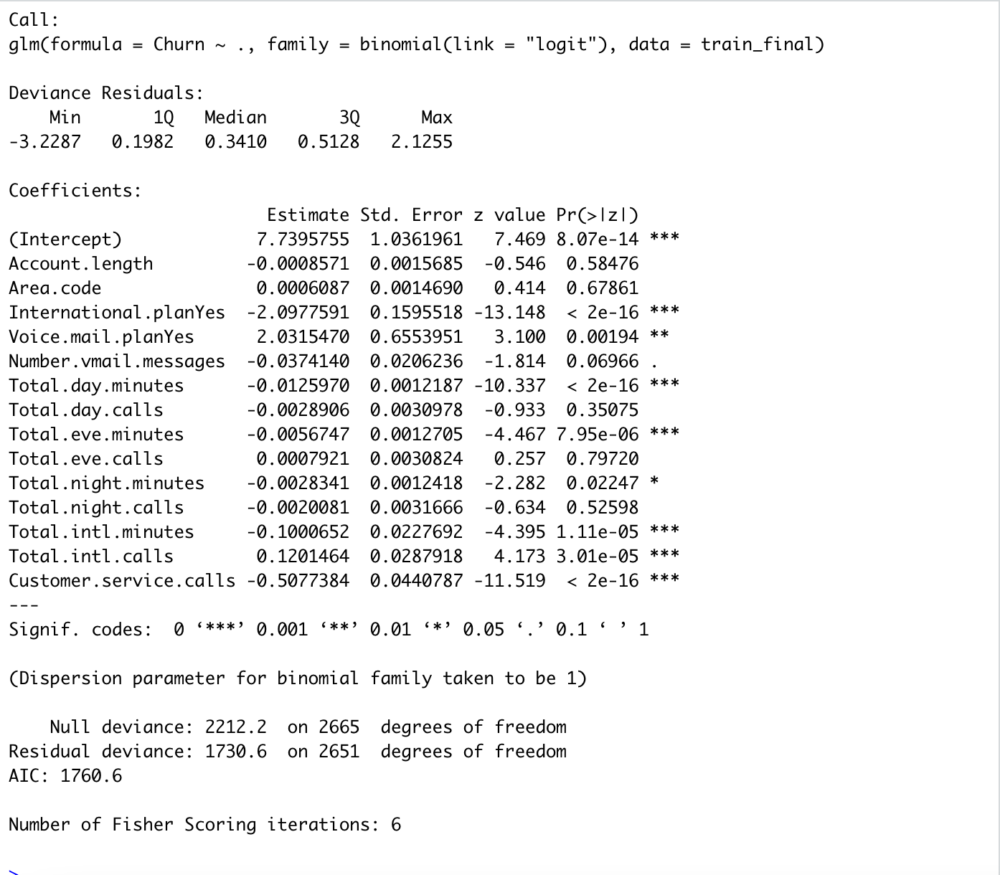 Call:
glm(formula = Churn ~ ., family = binomial(link = "logit"), data = train_final)
Deviance Residuals:
    Min       1Q   Median       3Q      Max
-3.2287   0.1982   0.3410   0.5128   2.1255
Coefficients:
                         Estimate Std. Error z value Pr(>|z|)
(Intercept)             7.7395755  1.0361961   7.469 8.07e-14 ***
Account.length         -0.0008571  0.0015685  -0.546  0.58476
Area.code               0.0006087  0.0014690   0.414  0.67861
International.planYes  -2.0977591  0.1595518 -13.148  < 2e-16 ***
Voice.mail.planYes      2.0315470  0.6553951   3.100  0.00194 **
Number.vmail.messages  -0.0374140  0.0206236  -1.814  0.06966 .
Total.day.minutes      -0.0125970  0.0012187 -10.337  < 2e-16 ***
Total.day.calls        -0.0028906  0.0030978  -0.933  0.35075
Total.eve.minutes      -0.0056747  0.0012705  -4.467 7.95e-06 ***
Total.eve.calls         0.0007921  0.0030824   0.257  0.79720
Total.night.minutes    -0.0028341  0.0012418  -2.282  0.02247 *
Total.night.calls      -0.0020081  0.0031666  -0.634  0.52598
Total.intl.minutes     -0.1000652  0.0227692  -4.395 1.11e-05 ***
Total.intl.calls        0.1201464  0.0287918   4.173 3.01e-05 ***
Customer.service.calls -0.5077384  0.0440787 -11.519  < 2e-16 ***
---
Signif. codes:  0 ‘***’ 0.001 ‘**’ 0.01 ‘*’ 0.05 ‘.’ 0.1 ‘ ’ 1
(Dispersion parameter for binomial family taken to be 1)
    Null deviance: 2212.2  on 2665  degrees of freedom
Residual deviance: 1730.6  on 2651  degrees of freedom
AIC: 1760.6
Number of Fisher Scoring iterations: 6
>